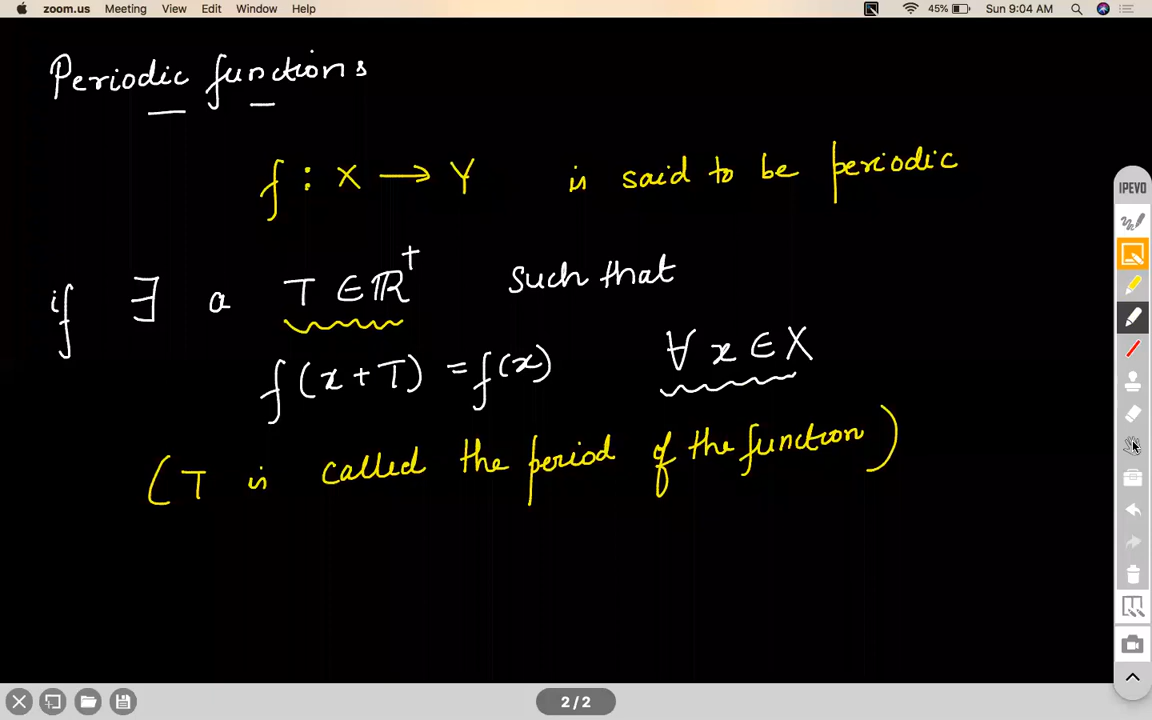 zoom.us Meeting View Edit Window Help 45% Sun 9:04 AM
Periodic functions
f : X → Y is said to be periodic
if ∃ a T ∈ ℝ⁺ such that
f(x+T) = f(x) ∀ x ∈ X
(T is called the period of the function)
IPEVO
2/2